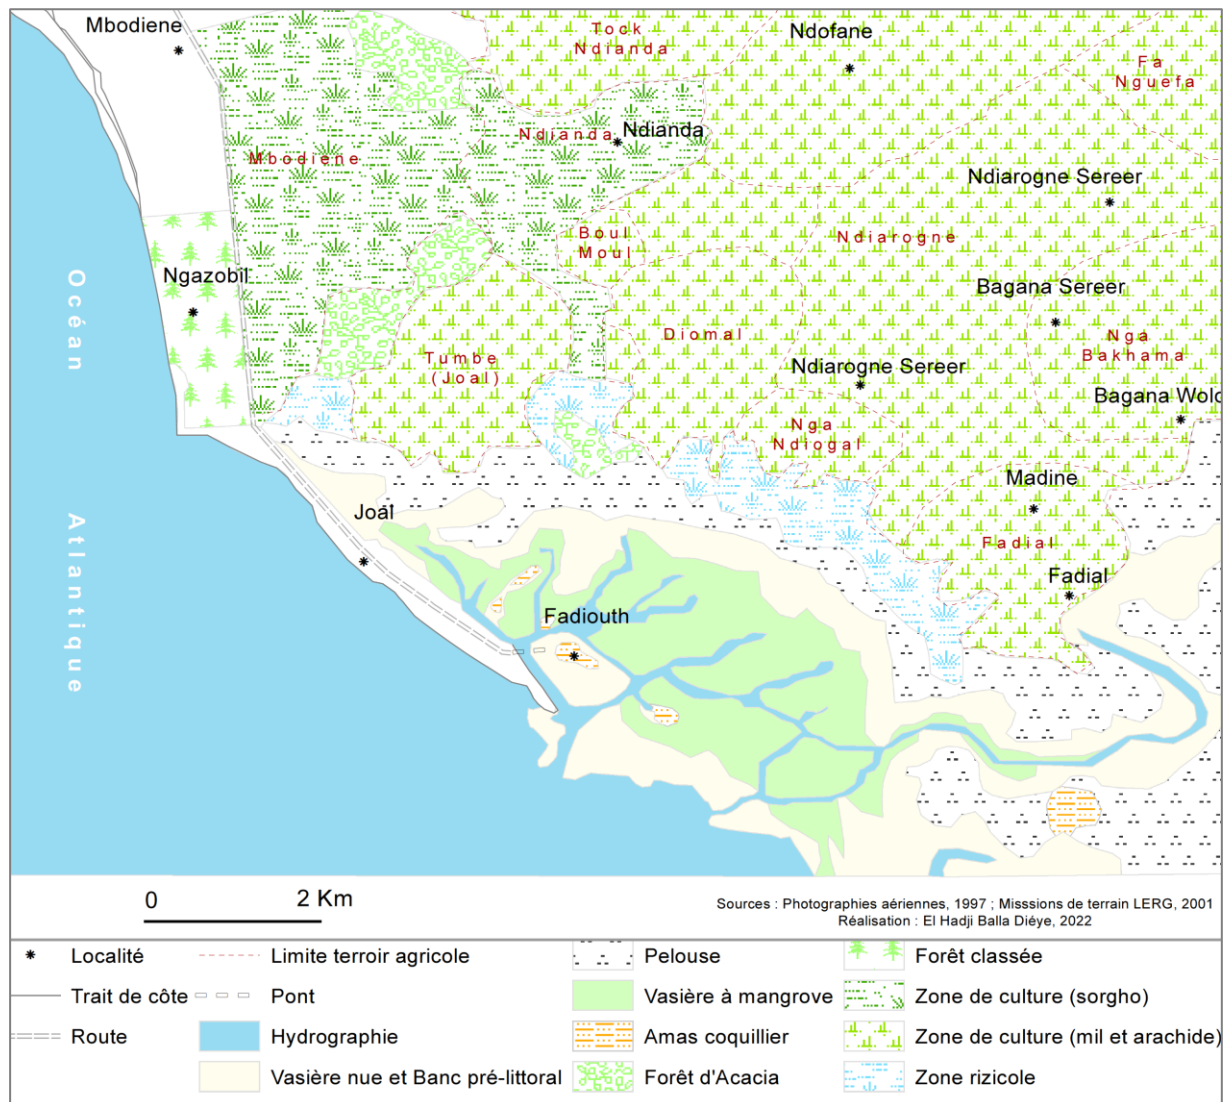 Mbodiene
Tock
Ndianda
Ndofane
Fa
Nguefa
Ndianda
Ndianda
Mbodiene
Ndiarogne Sereer
Boul
Moul
Ndiarogne
Ngazobil
Océan
Bagana Sereer
Diomal
Nga
Bakhama
Tumbe
(Joal)
Ndiarogne Sereer
Bagana Wolo
Nga
Ndiogal
Madine
Joal
Atlantique
Fadial
Fadial
Fadiouth
0 2 Km
Sources : Photographies aériennes, 1997 ; Misssions de terrain LERG, 2001
Réalisation : El Hadji Balla Diéye, 2022
Localité
Limite terroir agricole
Pelouse
Forêt classée
Trait de côte
Pont
Vasière à mangrove
Zone de culture (sorgho)
Route
Hydrographie
Amas coquillier
Zone de culture (mil et arachide)
Vasière nue et Banc pré-littoral
Forêt d'Acacia
Zone rizicole